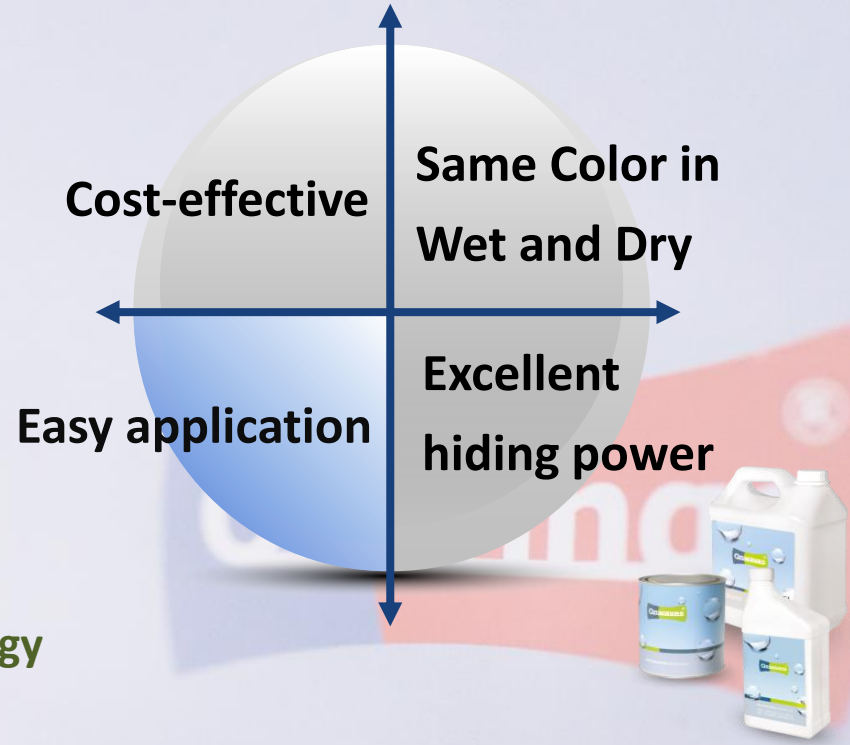 Cost-effective
Same Color in
Wet and Dry
Easy application
Excellent
hiding power
gy